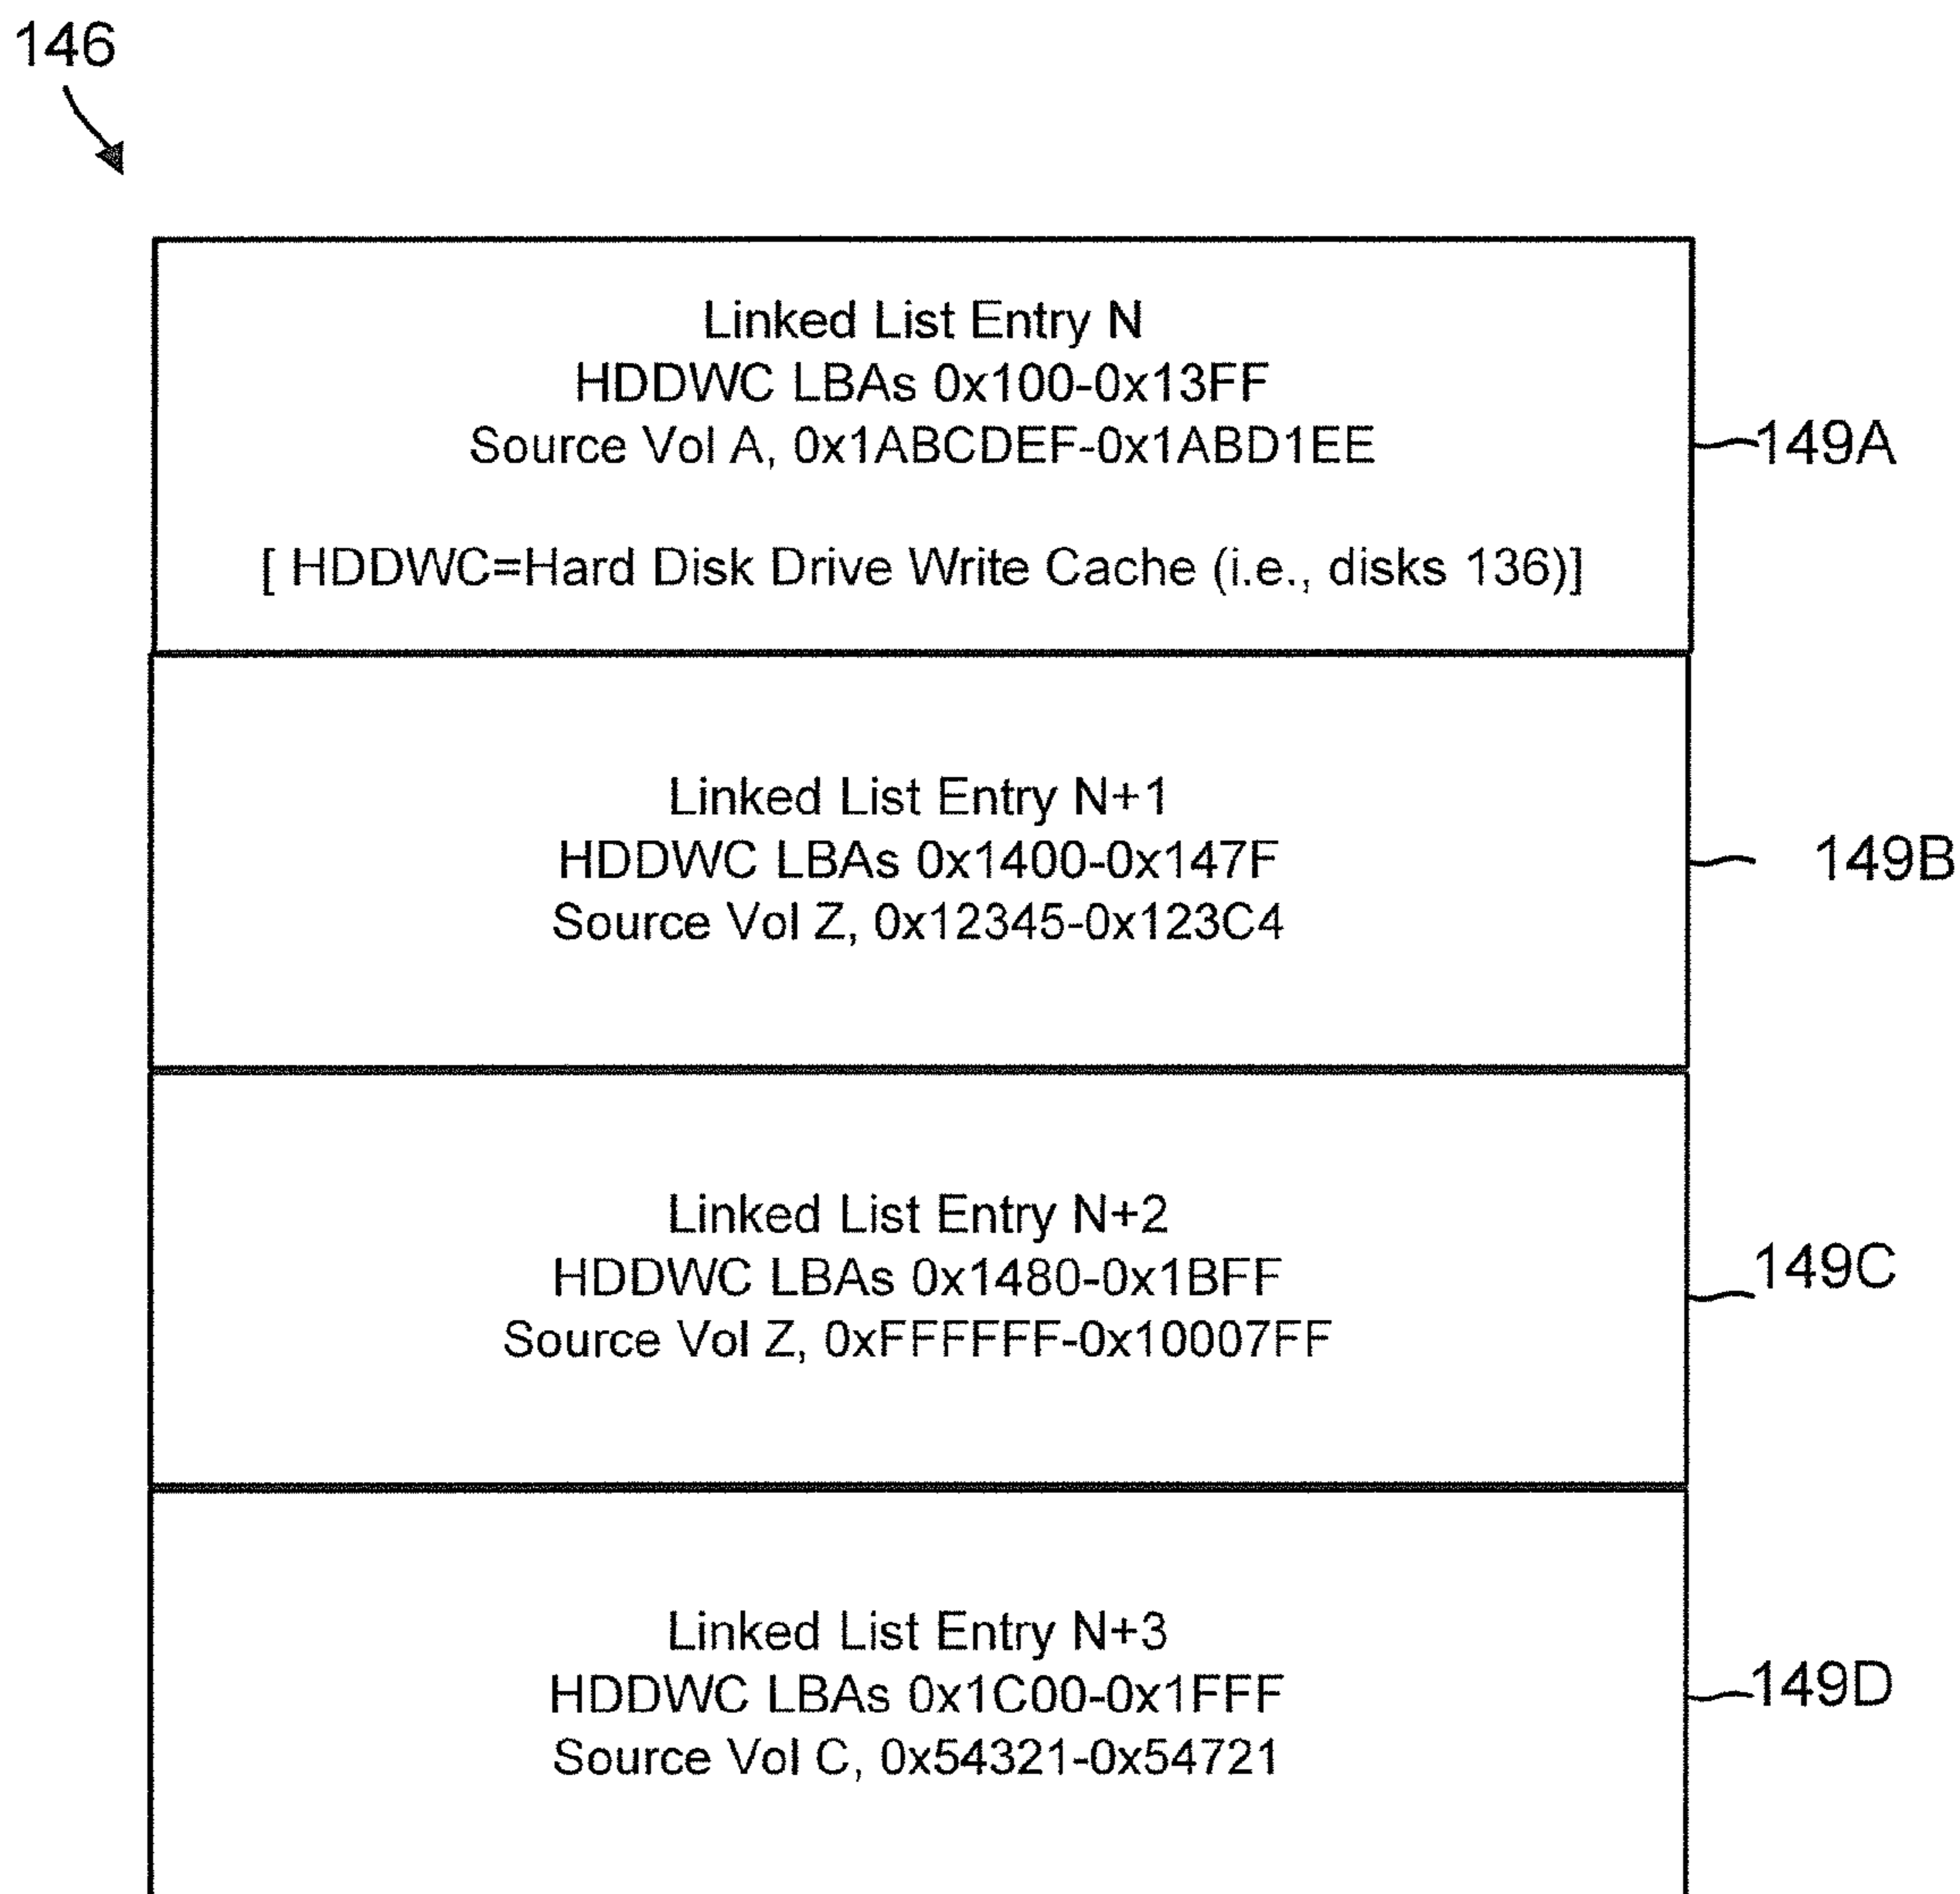 146
Linked List Entry N
HDDWC LBAs 0x100-0x13FF
Source Vol A, 0x1ABCDEF-0x1ABD1EE
149A
[ HDDWC=Hard Disk Drive Write Cache (i.e., disks 136)]
Linked List Entry N+1
HDDWC LBAs 0x1400-0x147F
149B
Source Vol Z, 0x12345-0x123C4
Linked List Entry N+2
HDDWC LBAs 0x1480-0x1BFF
149C
Source Vol Z, 0xFFFFFF-0x10007FF
Linked List Entry N+3
HDDWC LBAs 0x1C00-0x1FFF
149D
Source Vol C, 0x54321-0x54721